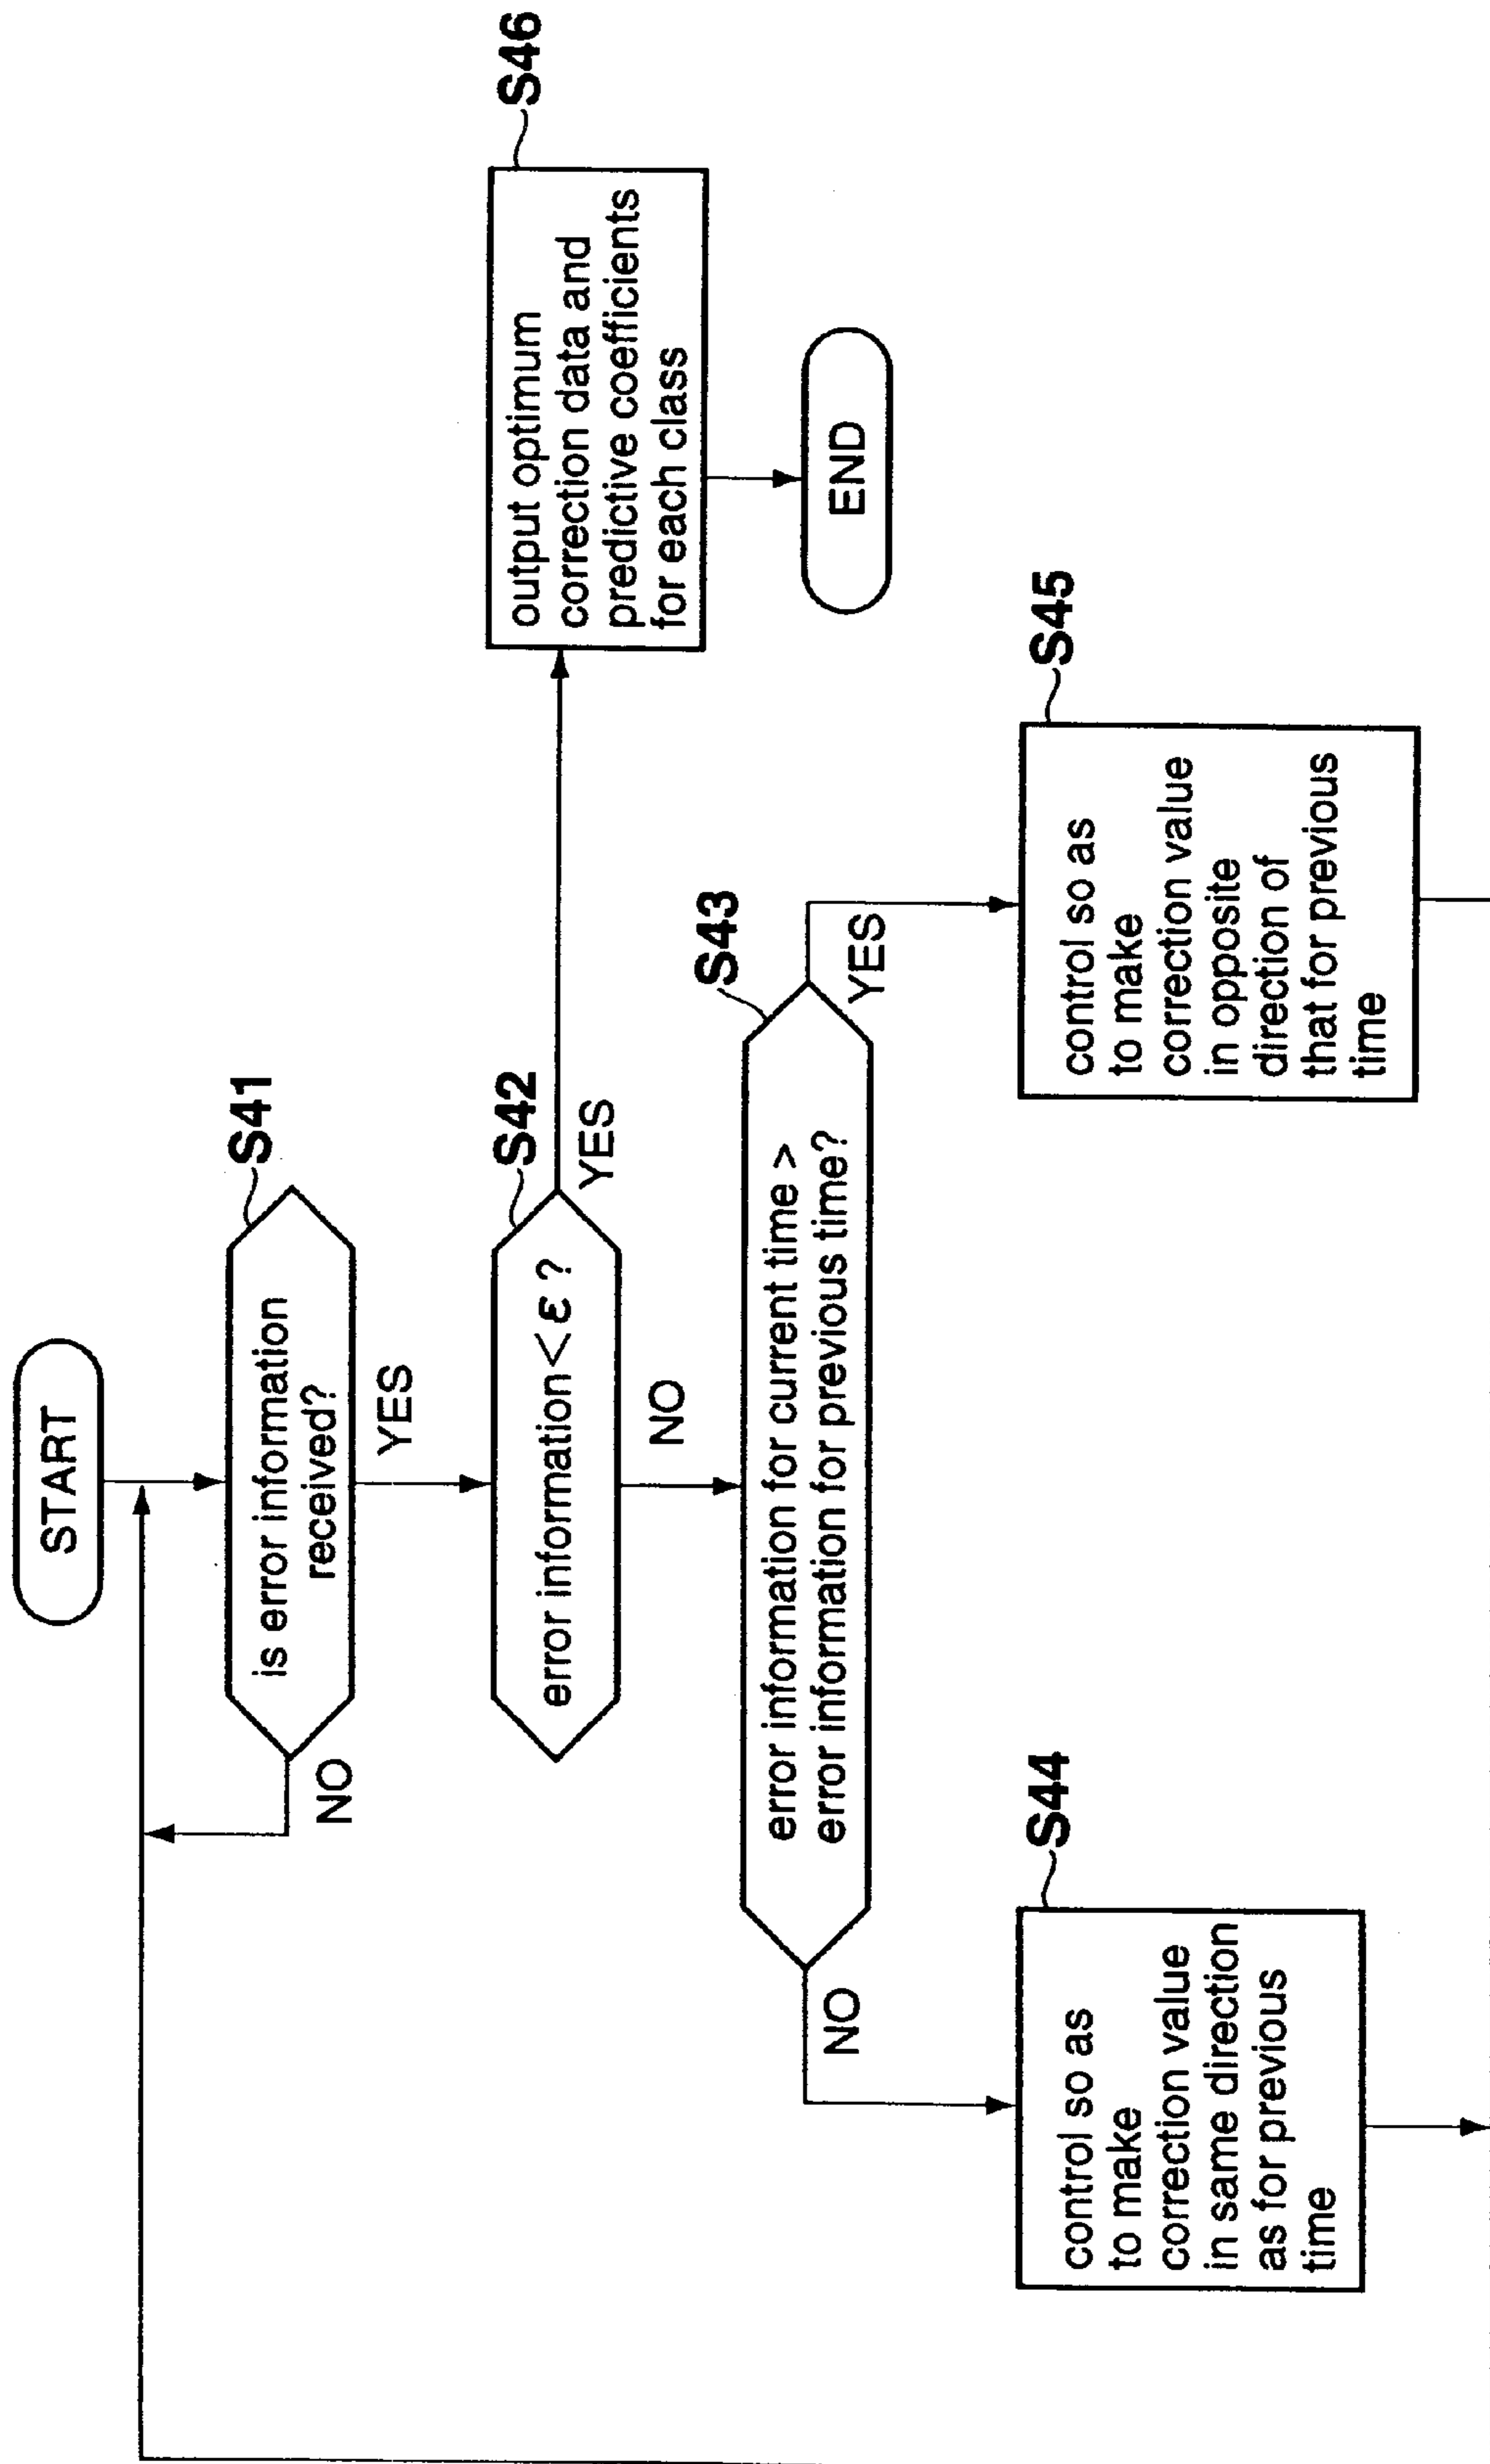 START
S41
is error information
received?
NO
YES
S42
error information < ε ?
YES
NO
S46
output optimum
correction data and
predictive coefficients
for each class
END
S43
error information for current time >
error information for previous time?
NO
YES
S44
control so as
to make
correction value
in same direction
as for previous
time
S45
control so as
to make
correction value
in opposite
direction of
that for previous
time